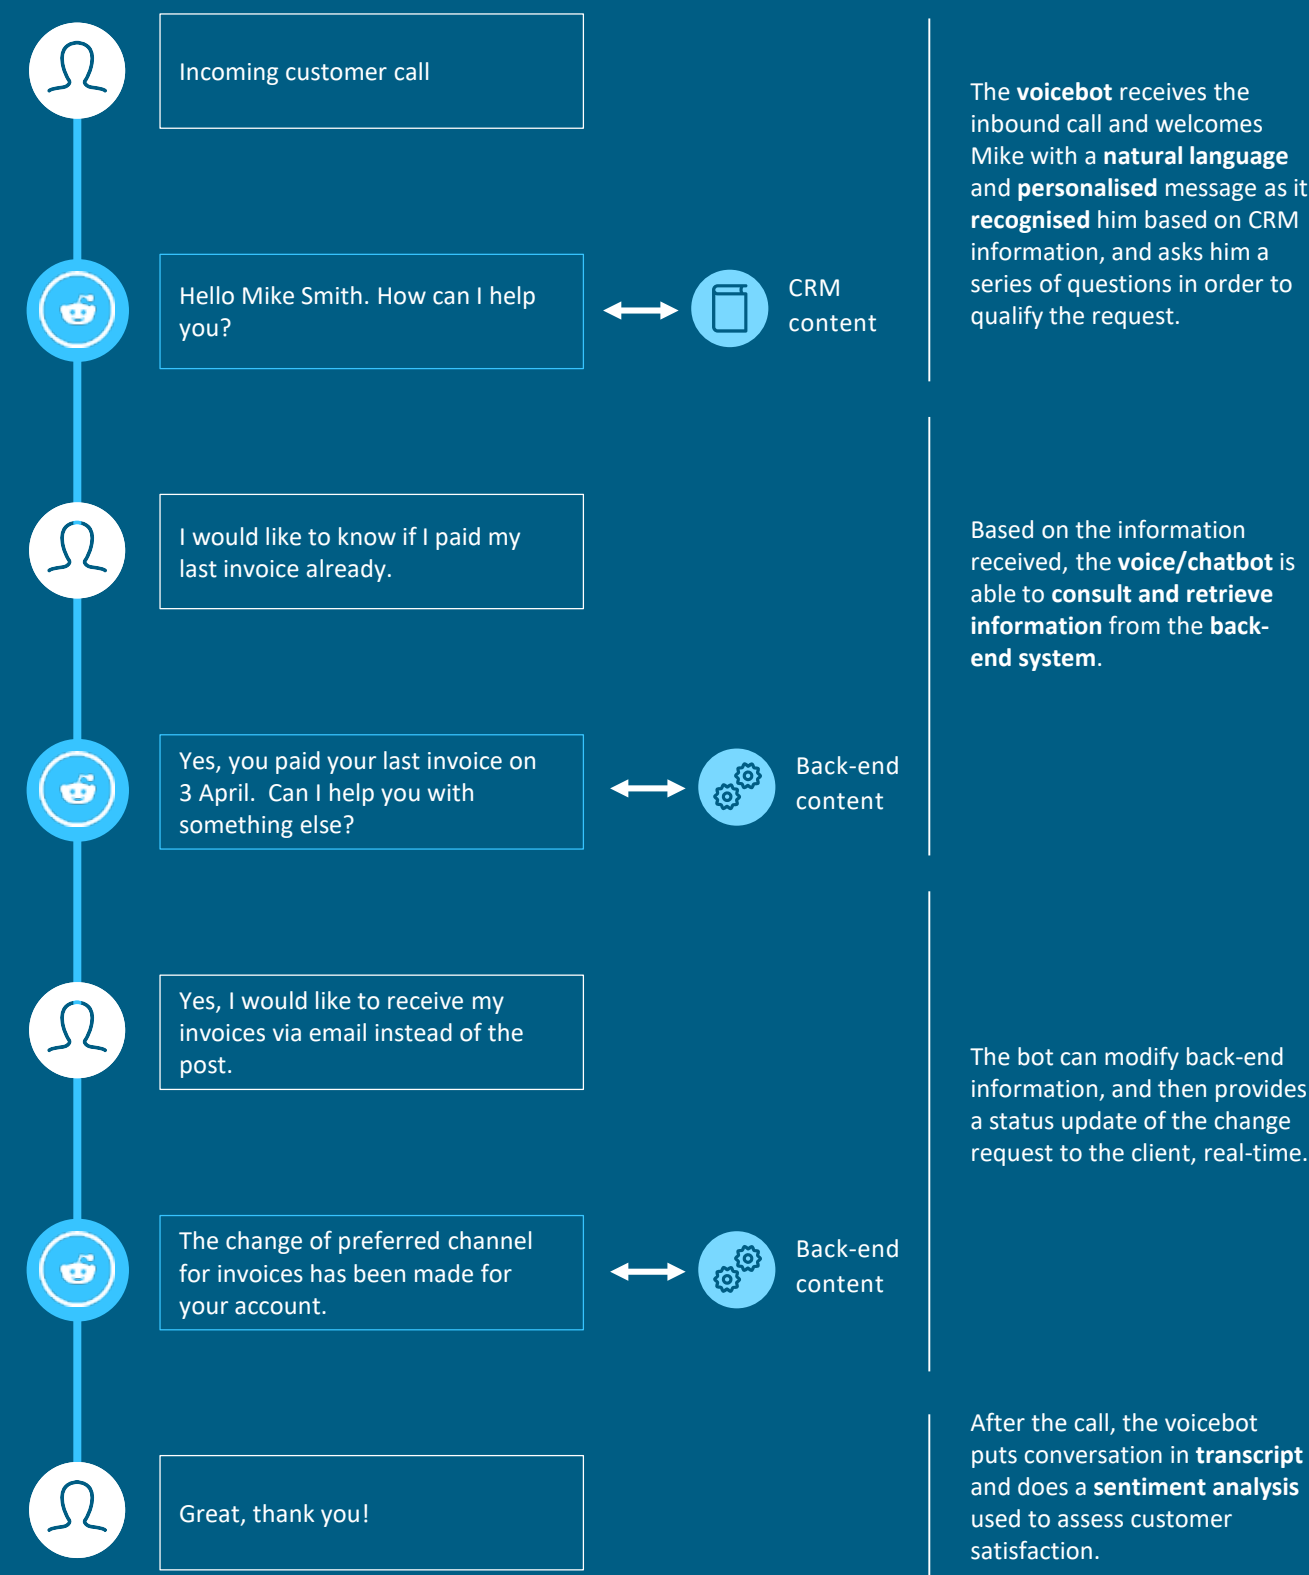 Incoming customer call
The voicebot receives the
inbound call and welcomes
Mike with a natural language
and personalised message as it
recognised him based on CRM
information, and asks him a
series of questions in order to
qualify the request.
Hello Mike Smith. How can I help
you?
CRM
content
I would like to know if I paid my
last invoice already.
Based on the information
received, the voice/chatbot is
able to consult and retrieve
information from the back-
end system.
Yes, you paid your last invoice on
3 April.  Can I help you with
something else?
Back-end
content
Yes, I would like to receive my
invoices via email instead of the
post.
The bot can modify back-end
information, and then provides
a status update of the change
request to the client, real-time.
The change of preferred channel
for invoices has been made for
your account.
Back-end
content
Great, thank you!
After the call, the voicebot
puts conversation in transcript
and does a sentiment analysis
used to assess customer
satisfaction.